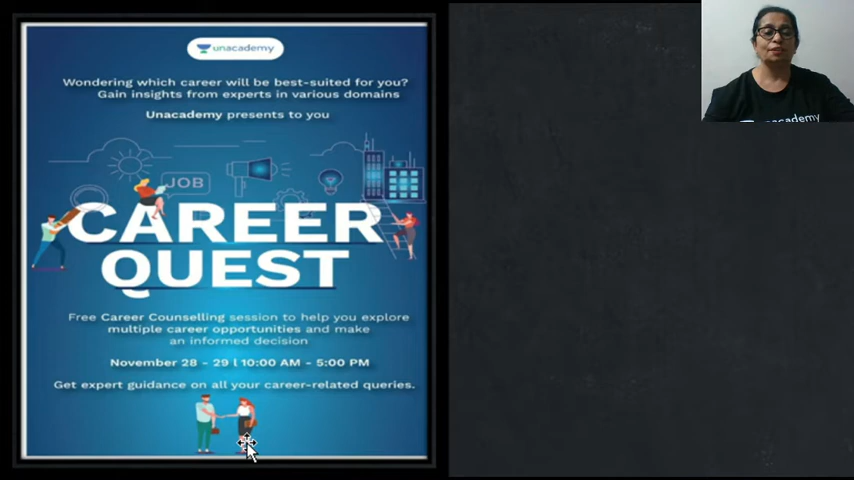 unacademy
Wondering which career will be best-suited for you?
Gain insights from experts in various domains
Unacademy presents to you
JOB
CAREER
QUEST
Free Career Counselling session to help you explore
multiple career opportunities and make
an informed decision
November 28 - 29 l 10:00 AM - 5:00 PM
Get expert guidance on all your career-related queries.
unacademy